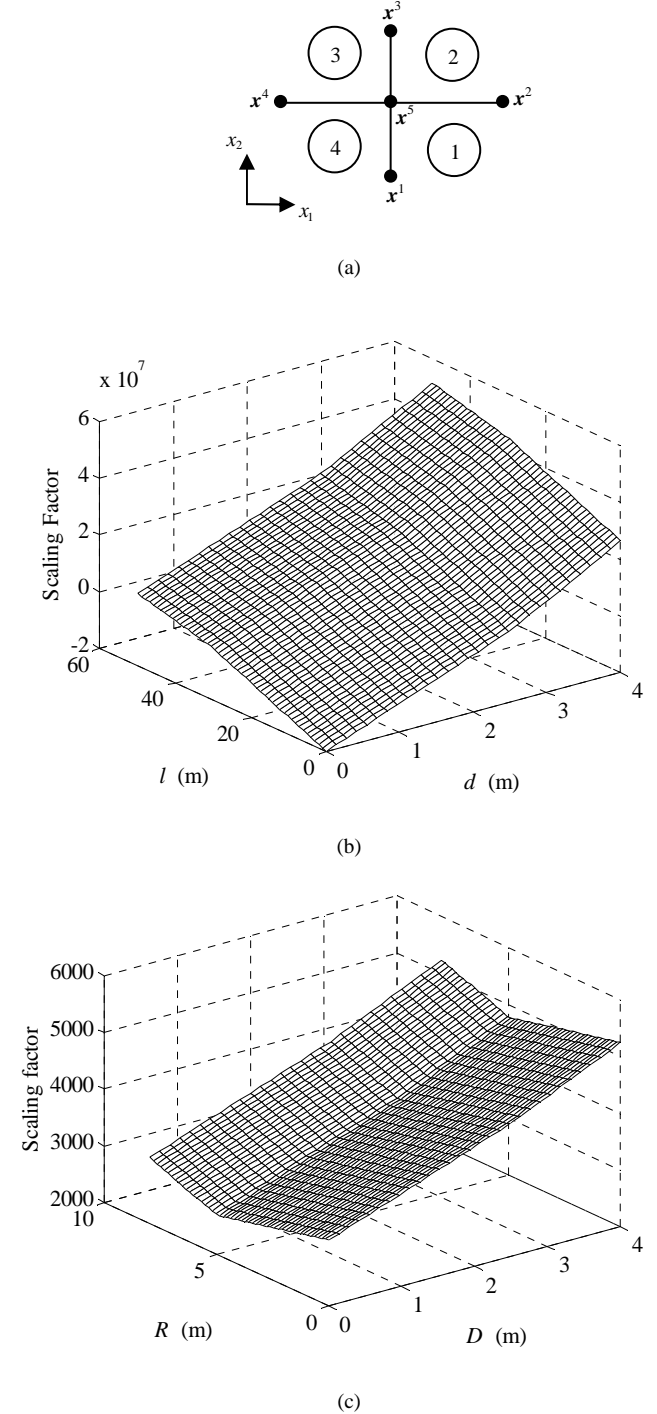 x³
3
2
x⁴
x²
x⁵
4
1
x₂
x¹
x₁
(a)
x 10⁷
6
4
2
0
-2
60
40
20
0
0
1
2
3
4
Scaling Factor
l (m)
d (m)
(b)
6000
5000
4000
3000
2000
10
5
0
0
1
2
3
4
Scaling factor
R (m)
D (m)
(c)